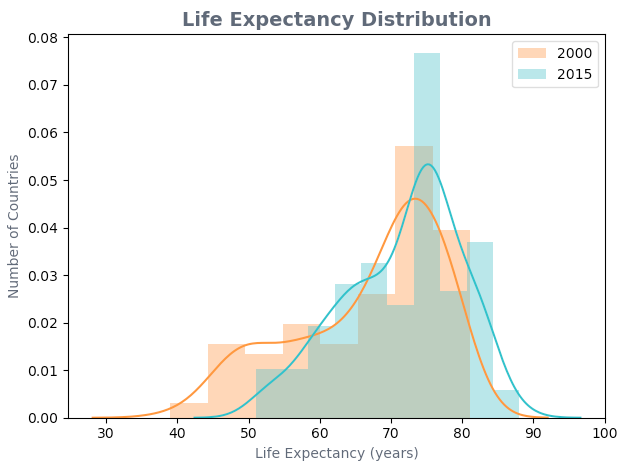 Life Expectancy Distribution
2000
2015
Number of Countries
0.08
0.07
0.06
0.05
0.04
0.03
0.02
0.01
0.00
30 40 50 60 70 80 90 100
Life Expectancy (years)